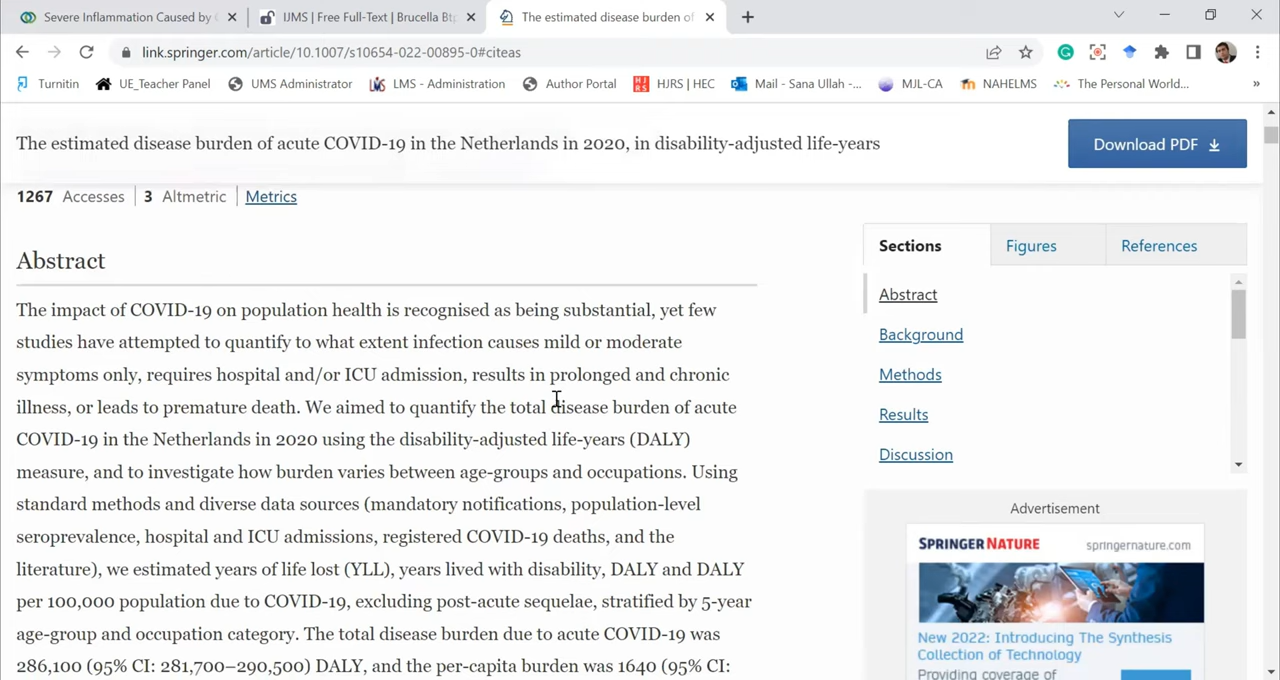 Severe Inflammation Caused by
IJMS | Free Full-Text | Brucella Btp
The estimated disease burden of
link.springer.com/article/10.1007/s10654-022-00895-0#citeas
Turnitin
UE_Teacher Panel
UMS Administrator
LMS - Administration
Author Portal
HJRS | HEC
Mail - Sana Ullah -...
MJL-CA
NAHELMS
The Personal World...
»
The estimated disease burden of acute COVID-19 in the Netherlands in 2020, in disability-adjusted life-years
Download PDF
1267 Accesses
3 Altmetric
Metrics
Abstract
The impact of COVID-19 on population health is recognised as being substantial, yet few
studies have attempted to quantify to what extent infection causes mild or moderate
symptoms only, requires hospital and/or ICU admission, results in prolonged and chronic
illness, or leads to premature death. We aimed to quantify the total disease burden of acute
COVID-19 in the Netherlands in 2020 using the disability-adjusted life-years (DALY)
measure, and to investigate how burden varies between age-groups and occupations. Using
standard methods and diverse data sources (mandatory notifications, population-level
seroprevalence, hospital and ICU admissions, registered COVID-19 deaths, and the
literature), we estimated years of life lost (YLL), years lived with disability, DALY and DALY
per 100,000 population due to COVID-19, excluding post-acute sequelae, stratified by 5-year
age-group and occupation category. The total disease burden due to acute COVID-19 was
286,100 (95% CI: 281,700–290,500) DALY, and the per-capita burden was 1640 (95% CI:
Sections
Figures
References
Abstract
Background
Methods
Results
Discussion
Advertisement
SPRINGER NATURE
springernature.com
New 2022: Introducing The Synthesis
Collection of Technology
Providing coverage of